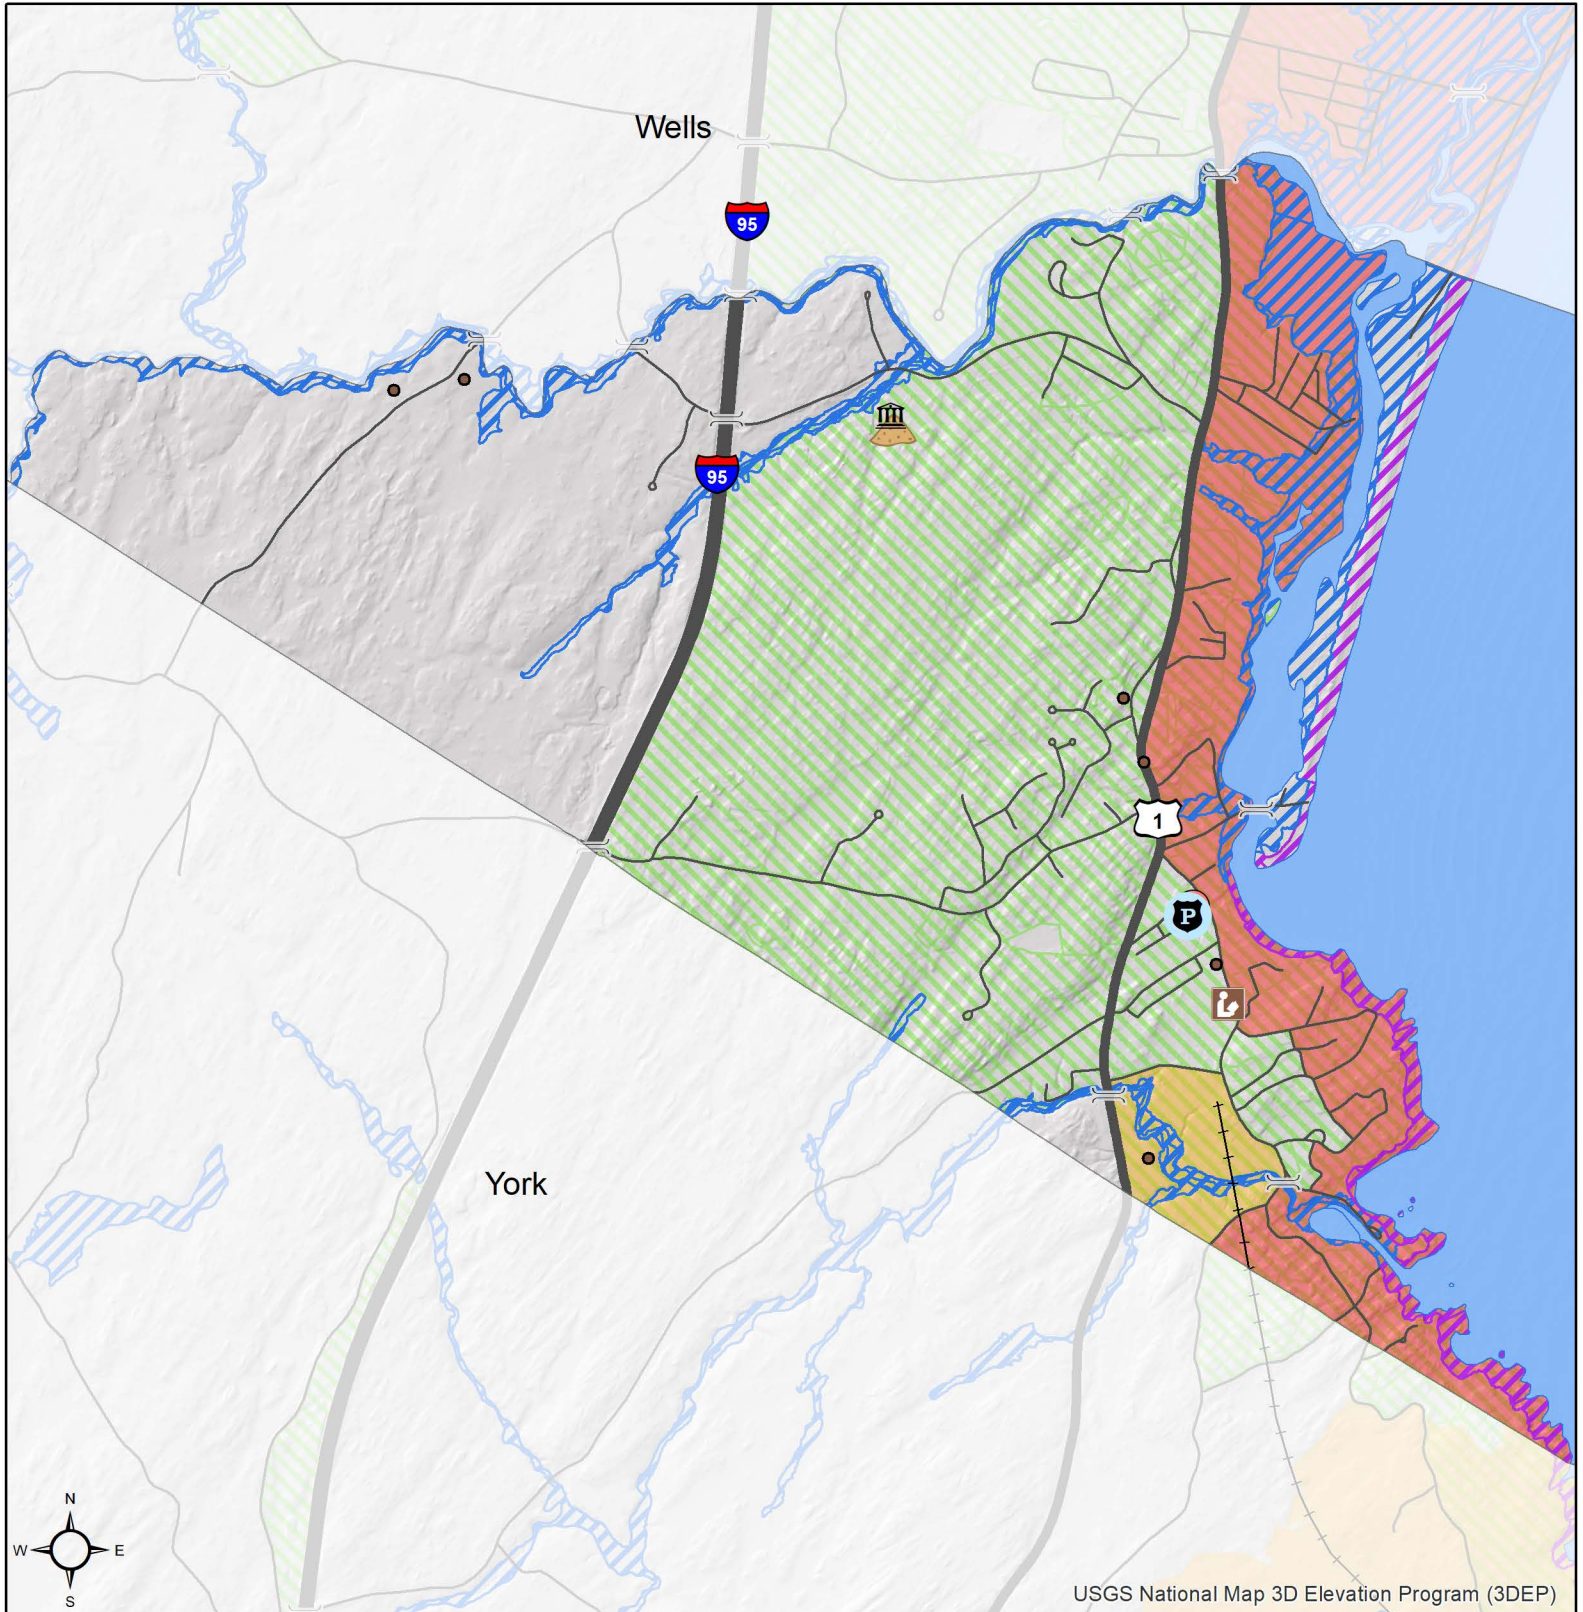 Wells
95
95
1
P
York
N
W E
S
USGS National Map 3D Elevation Program (3DEP)